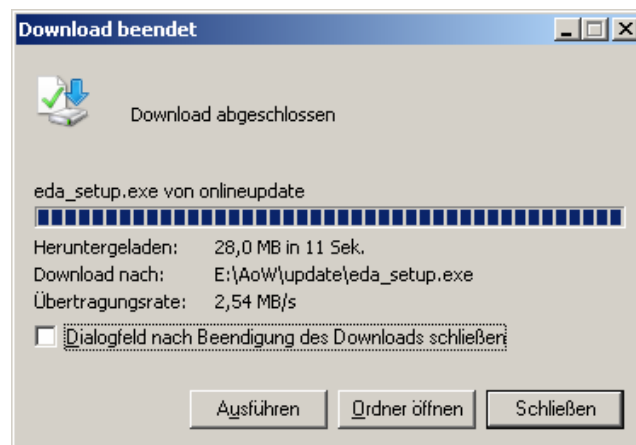 Download beendet
Download abgeschlossen
eda_setup.exe von onlineupdate
Heruntergeladen: 28,0 MB in 11 Sek.
Download nach: E:\AoW\update\eda_setup.exe
Übertragungsrate: 2,54 MB/s
Dialogfeld nach Beendigung des Downloads schließen
Ausführen Ordner öffnen Schließen